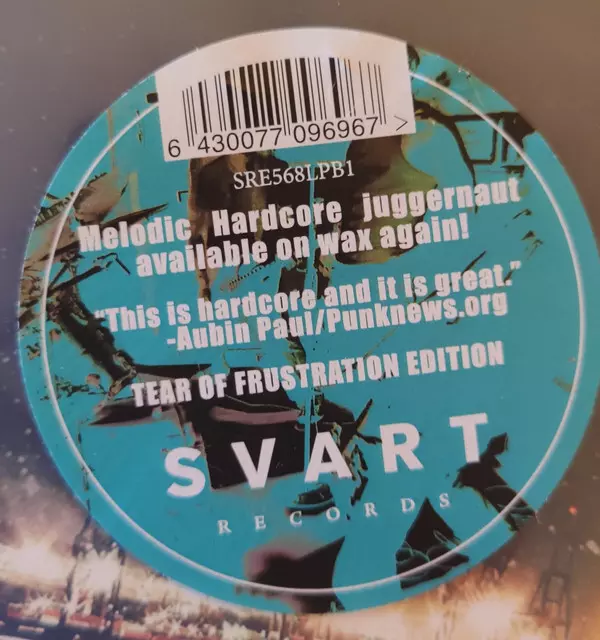 6 430077 096967 >
SRE568LPB1
Melodic Hardcore juggernaut
available on wax again!
"This is hardcore and it is great."
-Aubin Paul/Punknews.org
TEAR OF FRUSTRATION EDITION
SVART
RECORDS